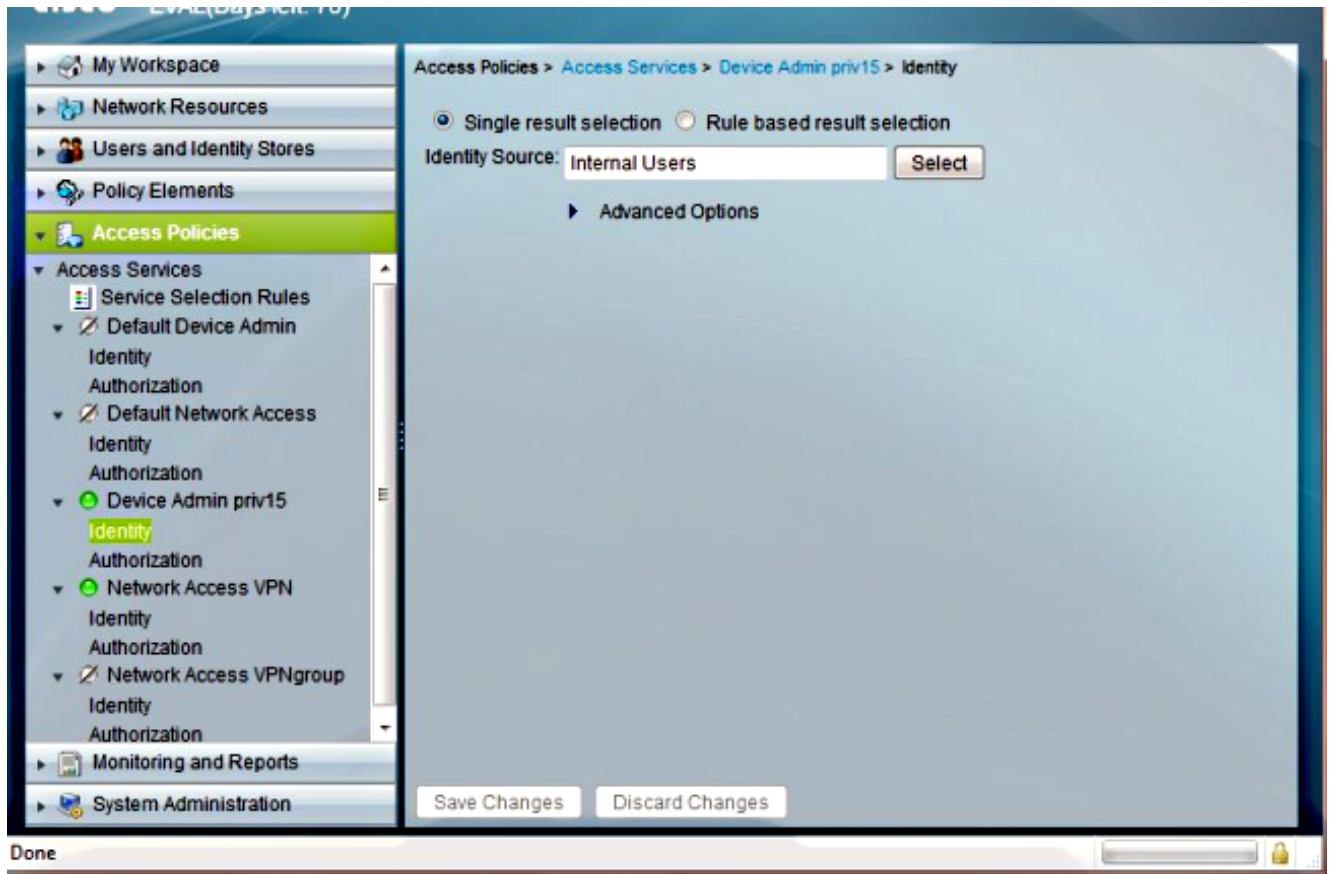 My Workspace
Network Resources
Users and Identity Stores
Policy Elements
Access Policies
Access Services
Service Selection Rules
Default Device Admin
Identity
Authorization
Default Network Access
Identity
Authorization
Device Admin priv15
Identity
Authorization
Network Access VPN
Identity
Authorization
Network Access VPNgroup
Identity
Authorization
Monitoring and Reports
System Administration
Access Policies > Access Services > Device Admin priv15 > Identity
Single result selection Rule based result selection
Identity Source: Internal Users Select
Advanced Options
Save Changes Discard Changes
Done